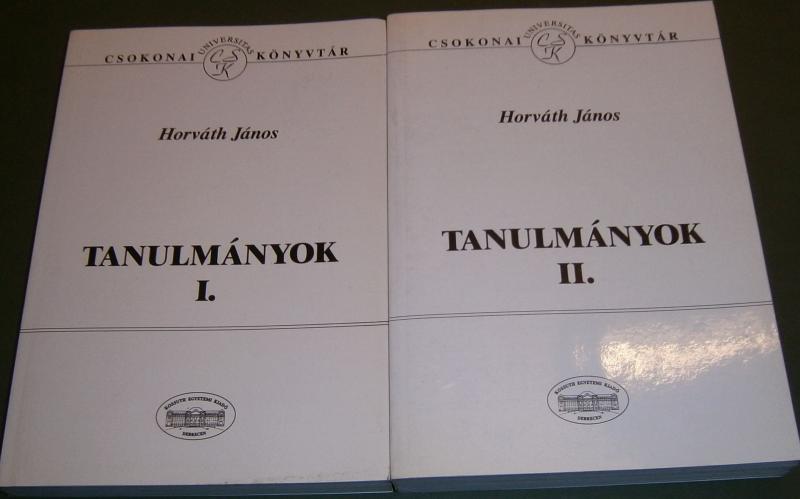 CSOKONAI UNIVERSITAS KÖNYVTÁR
CSK
Horváth János
TANULMÁNYOK
I.
KOSSUTH EGYETEMI KIADÓ
DEBRECEN
CSOKONAI UNIVERSITAS KÖNYVTÁR
CSK
Horváth János
TANULMÁNYOK
II.
KOSSUTH EGYETEMI KIADÓ
DEBRECEN